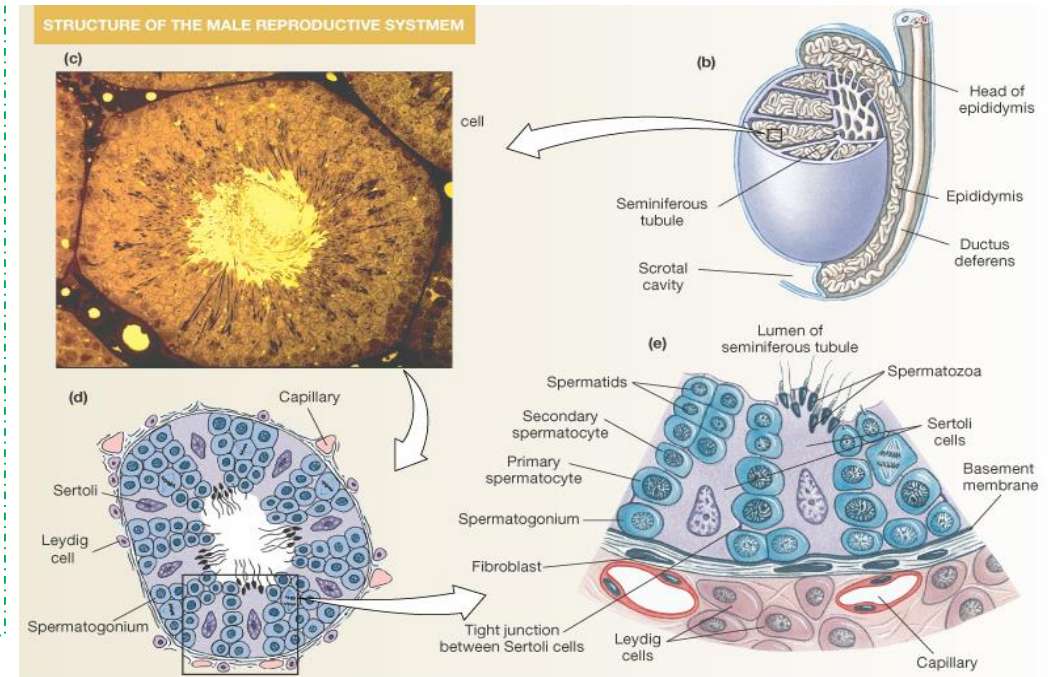 STRUCTURE OF THE MALE REPRODUCTIVE SYSTMEM
(c)
cell
(b)
Head of
epididymis
Seminiferous
tubule
Epididymis
Ductus
deferens
Scrotal
cavity
(d)
Capillary
Sertoli
Leydig
cell
Spermatogonium
(e)
Lumen of
seminiferous tubule
Spermatids
Spermatozoa
Secondary
spermatocyte
Sertoli
cells
Primary
spermatocyte
Basement
membrane
Spermatogonium
Fibroblast
Tight junction
between Sertoli cells
Leydig
cells
Capillary